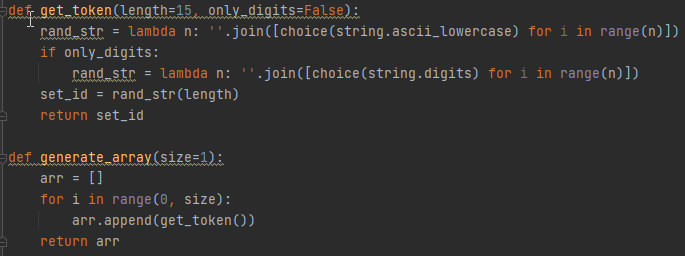 def get_token(length=15, only_digits=False):
    rand_str = lambda n: ''.join([choice(string.ascii_lowercase) for i in range(n)])
    if only_digits:
        rand_str = lambda n: ''.join([choice(string.digits) for i in range(n)])
    set_id = rand_str(length)
    return set_id

def generate_array(size=1):
    arr = []
    for i in range(0, size):
        arr.append(get_token())
    return arr